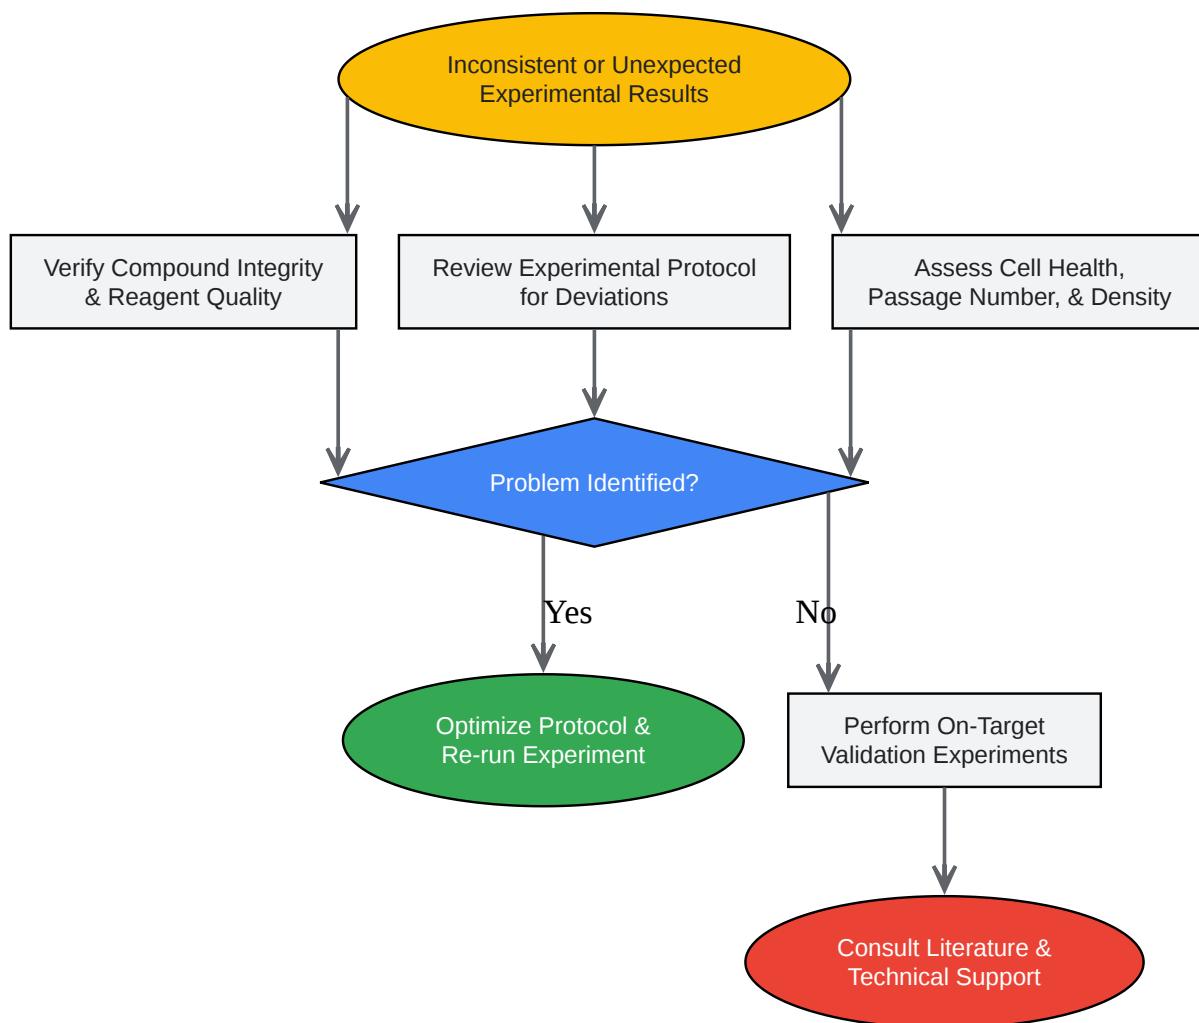 Inconsistent or Unexpected
Experimental Results
Verify Compound Integrity
& Reagent Quality
Review Experimental Protocol
for Deviations
Assess Cell Health,
Passage Number, & Density
Problem Identified?
Yes
No
Optimize Protocol &
Re-run Experiment
Perform On-Target
Validation Experiments
Consult Literature &
Technical Support